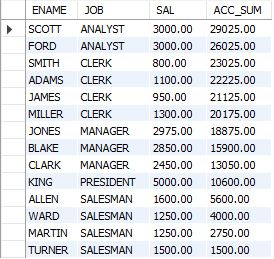 ENAME JOB SAL ACC_SUM
SCOTT ANALYST 3000.00 29025.00
FORD ANALYST 3000.00 26025.00
SMITH CLERK 800.00 23025.00
ADAMS CLERK 1100.00 22225.00
JAMES CLERK 950.00 21125.00
MILLER CLERK 1300.00 20175.00
JONES MANAGER 2975.00 18875.00
BLAKE MANAGER 2850.00 15900.00
CLARK MANAGER 2450.00 13050.00
KING PRESIDENT 5000.00 10600.00
ALLEN SALESMAN 1600.00 5600.00
WARD SALESMAN 1250.00 4000.00
MARTIN SALESMAN 1250.00 2750.00
TURNER SALESMAN 1500.00 1500.00